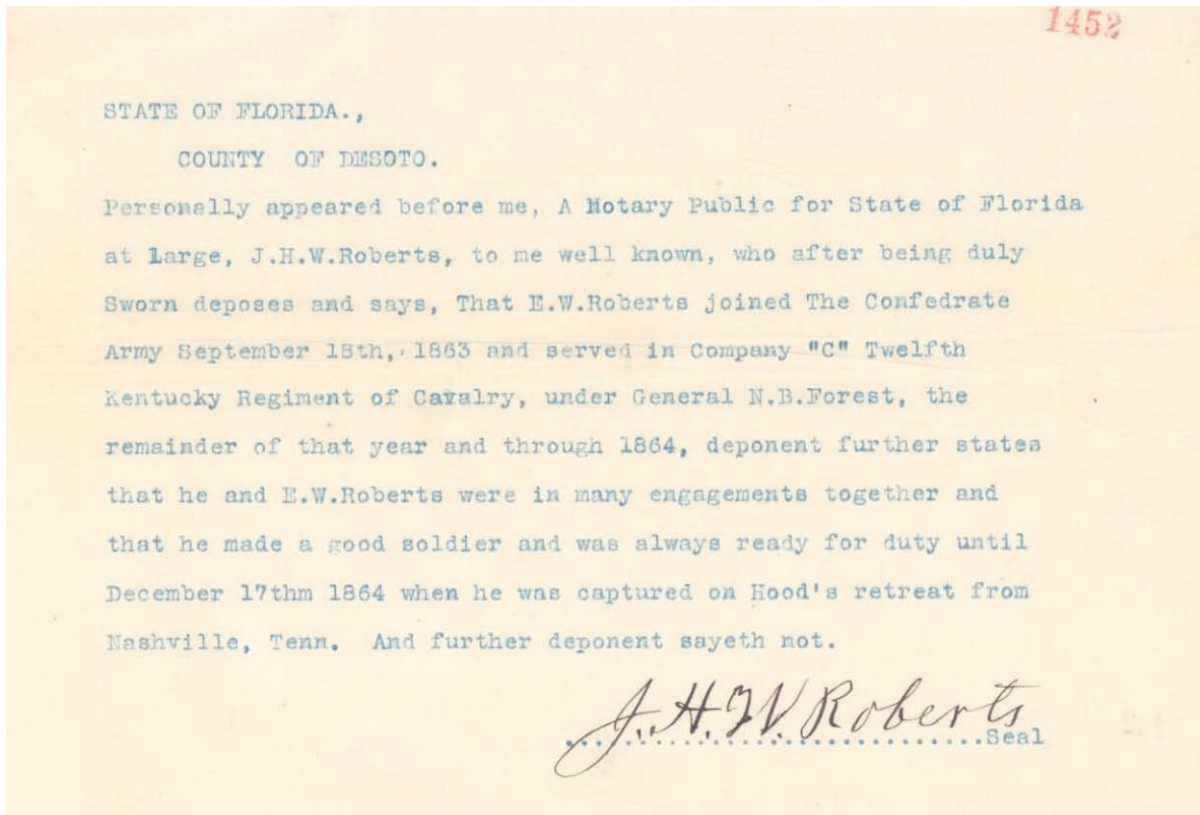 1452
STATE OF FLORIDA.,
COUNTY OF DESOTO.
Personally appeared before me, A Notary Public for State of Florida
at Large, J.H.W.Roberts, to me well known, who after being duly
Sworn deposes and says, That E.W.Roberts joined The Confedrate
Army September 18th, 1863 and served in Company "C" Twelfth
Kentucky Regiment of Cavalry, under General N.B.Forest, the
remainder of that year and through 1864, deponent further states
that he and E.W.Roberts were in many engagements together and
that he made a good soldier and was always ready for duty until
December 17thm 1864 when he was captured on Hood's retreat from
Nashville, Tenn. And further deponent sayeth not.
J.H.W. Roberts
..................................Seal